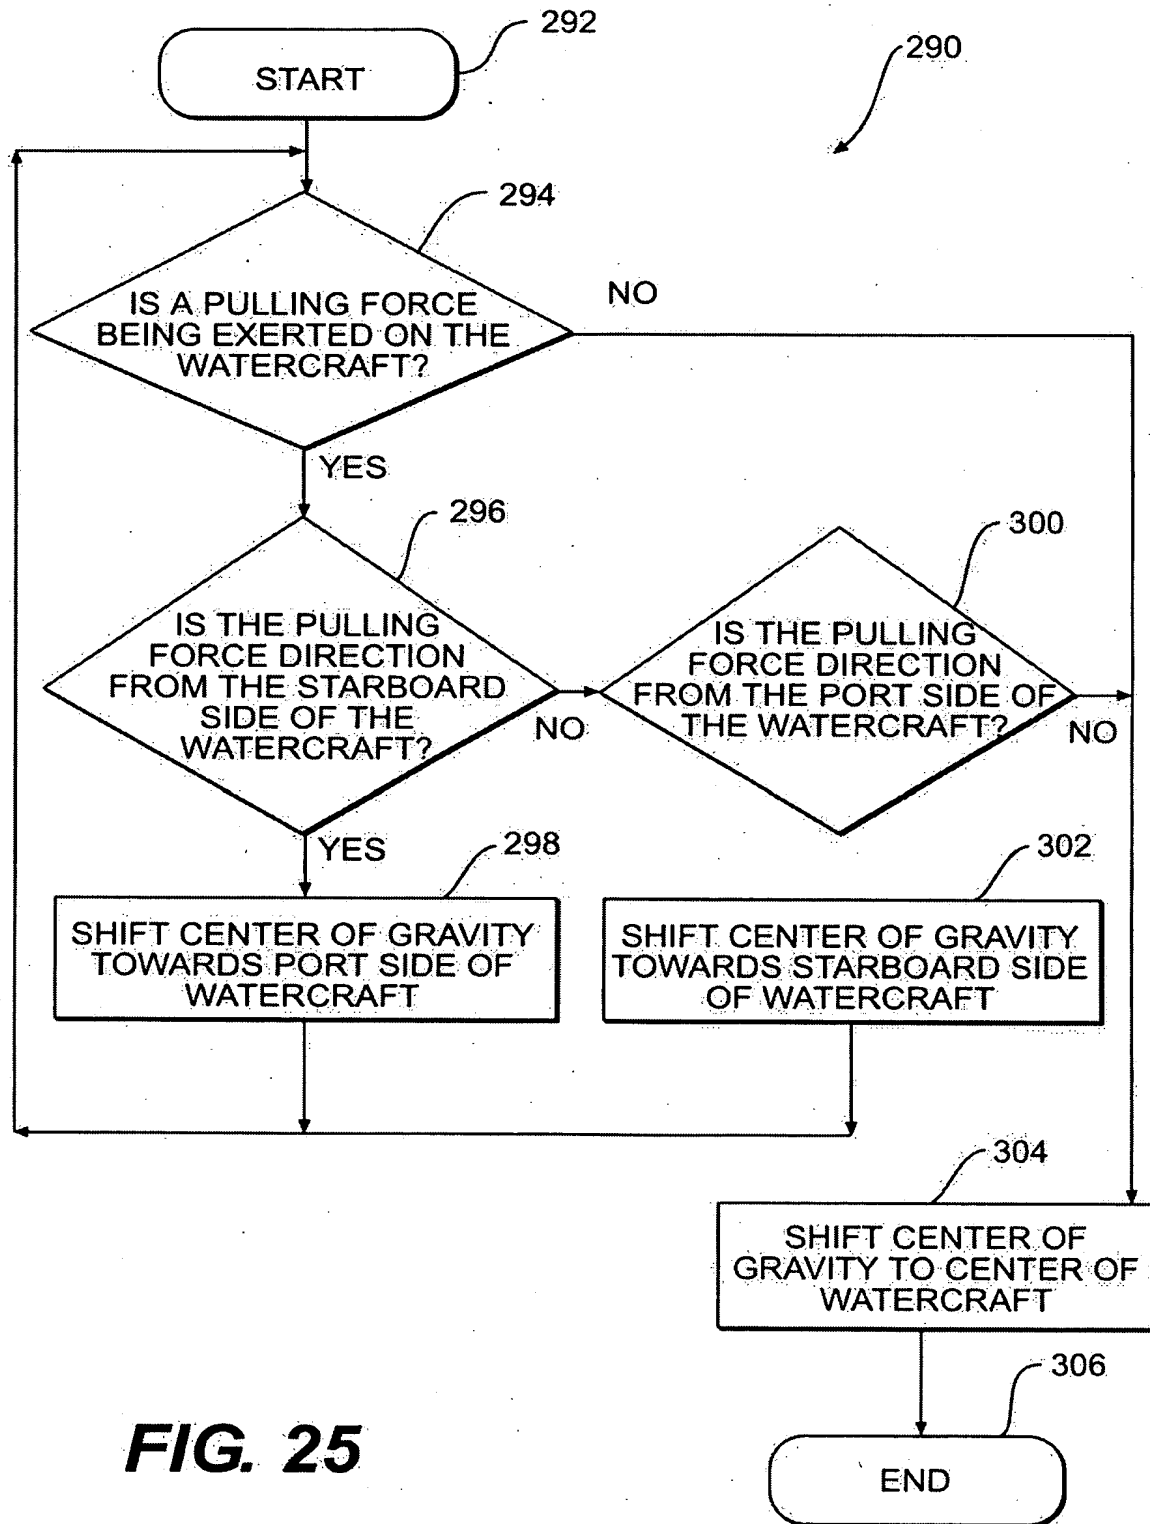 292
START
290
294
IS A PULLING FORCE
BEING EXERTED ON THE
WATERCRAFT?
NO
YES
296
IS THE PULLING
FORCE DIRECTION
FROM THE STARBOARD
SIDE OF THE
WATERCRAFT?
NO
YES
300
IS THE PULLING
FORCE DIRECTION
FROM THE PORT SIDE OF
THE WATERCRAFT?
NO
298
SHIFT CENTER OF GRAVITY
TOWARDS PORT SIDE OF
WATERCRAFT
302
SHIFT CENTER OF GRAVITY
TOWARDS STARBOARD SIDE
OF WATERCRAFT
304
SHIFT CENTER OF
GRAVITY TO CENTER OF
WATERCRAFT
306
END
FIG. 25